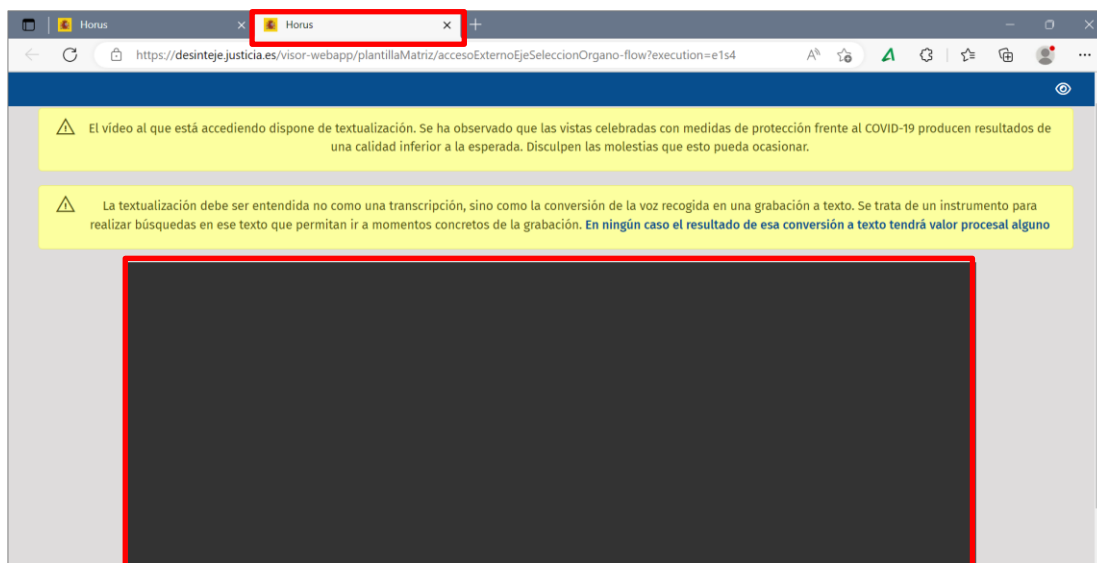 Horus
Horus
https://desinteje.justicia.es/visor-webapp/plantillaMatriz/accesoExternoEjeSeleccionOrgano-flow?execution=e1s4
El vídeo al que está accediendo dispone de textualización. Se ha observado que las vistas celebradas con medidas de protección frente al COVID-19 producen resultados de
una calidad inferior a la esperada. Disculpen las molestias que esto pueda ocasionar.
La textualización debe ser entendida no como una transcripción, sino como la conversión de la voz recogida en una grabación a texto. Se trata de un instrumento para
realizar búsquedas en ese texto que permitan ir a momentos concretos de la grabación. En ningún caso el resultado de esa conversión a texto tendrá valor procesal alguno